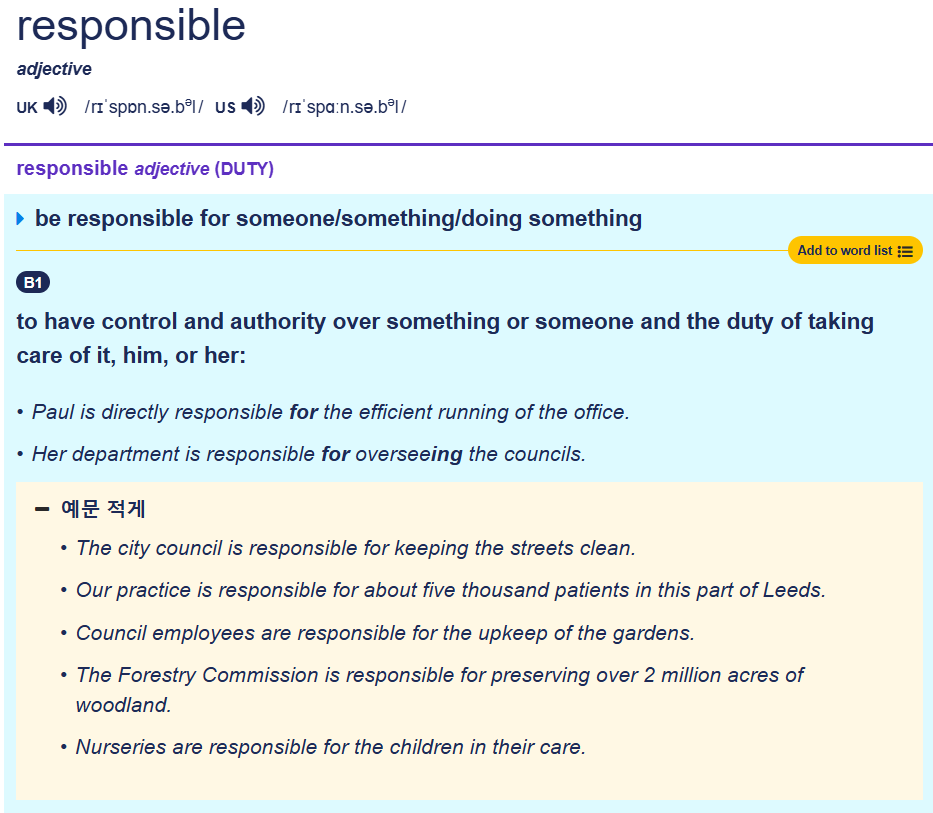 responsible
adjective
UK /rɪˈspɒn.sə.bəl/ US /rɪˈspɑːn.sə.bəl/
responsible adjective (DUTY)
be responsible for someone/something/doing something
Add to word list
B1
to have control and authority over something or someone and the duty of taking
care of it, him, or her:
• Paul is directly responsible for the efficient running of the office.
• Her department is responsible for overseeing the councils.
– 예문 적게
• The city council is responsible for keeping the streets clean.
• Our practice is responsible for about five thousand patients in this part of Leeds.
• Council employees are responsible for the upkeep of the gardens.
• The Forestry Commission is responsible for preserving over 2 million acres of
woodland.
• Nurseries are responsible for the children in their care.